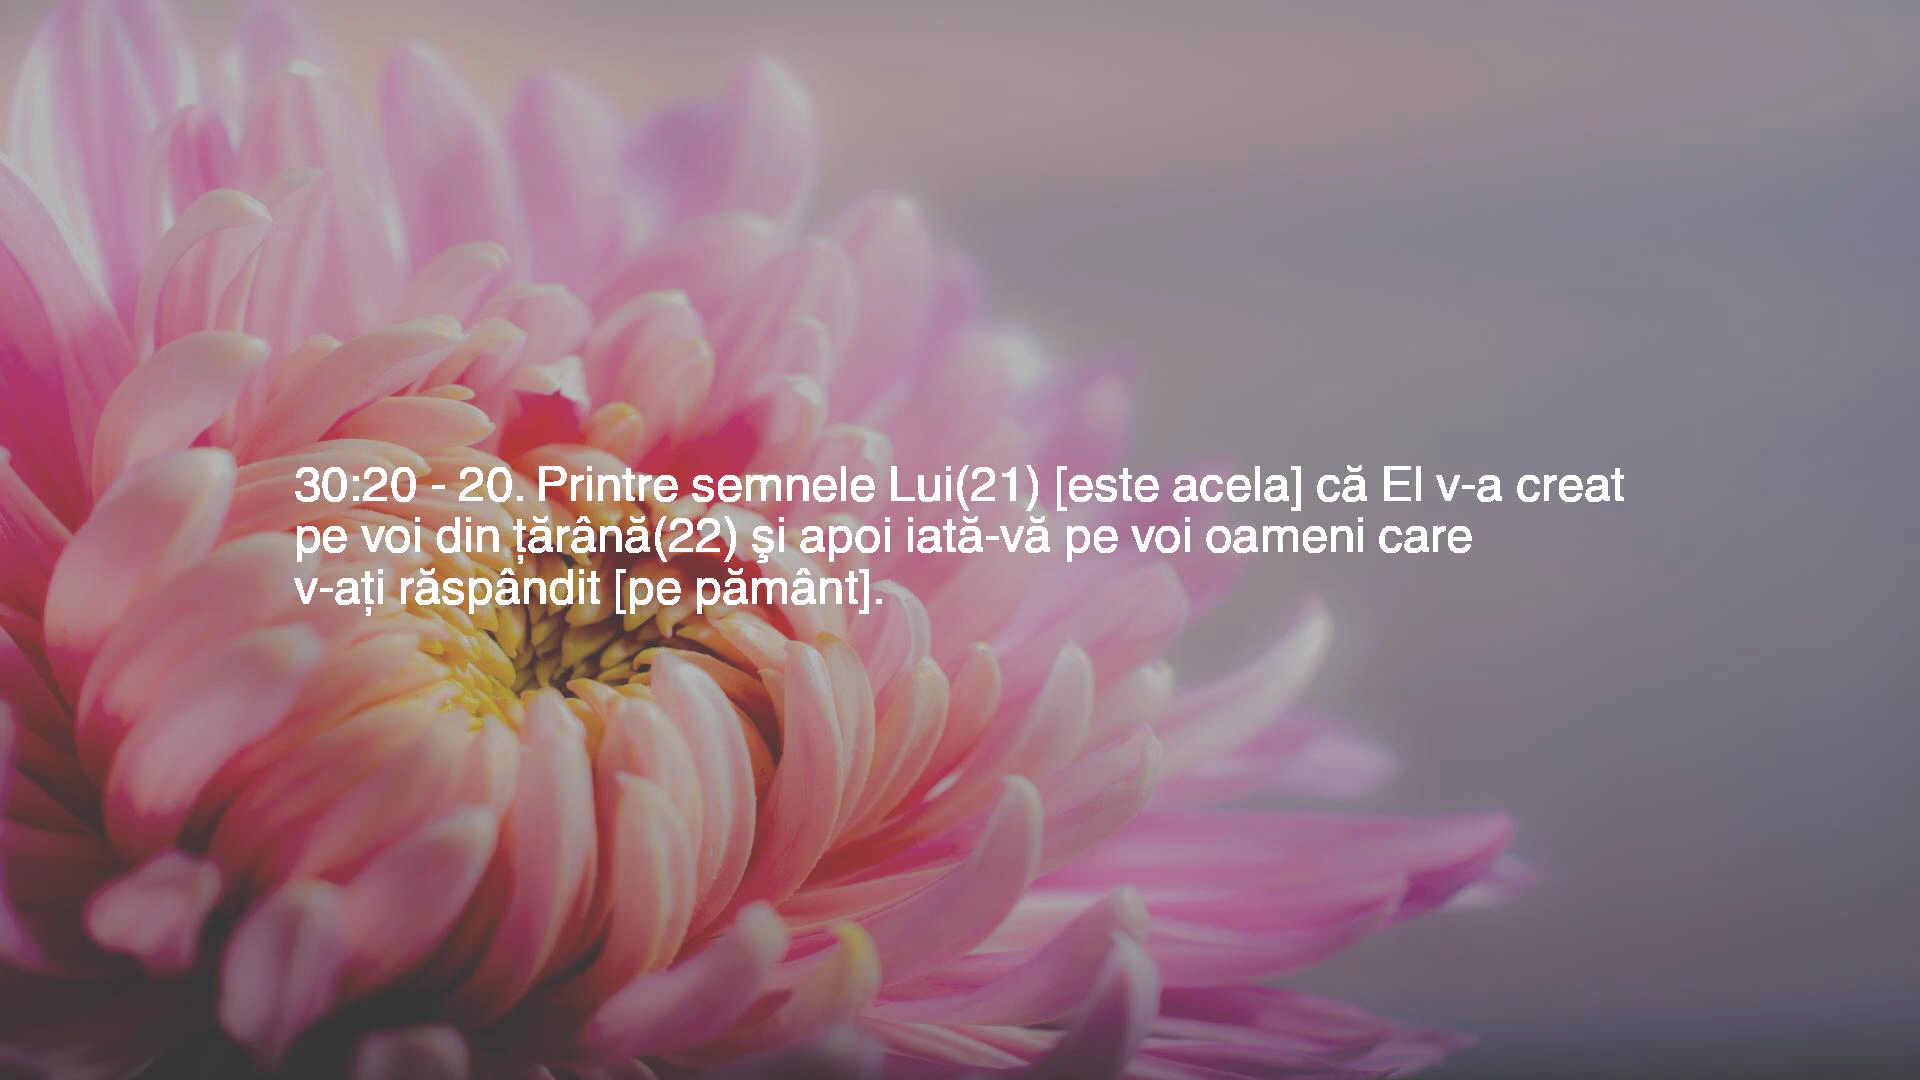 30:20 - 20. Printre semnele Lui(21) [este acela] că El v-a creat
pe voi din țărână(22) şi apoi iată-vă pe voi oameni care
v-ați răspândit [pe pământ].